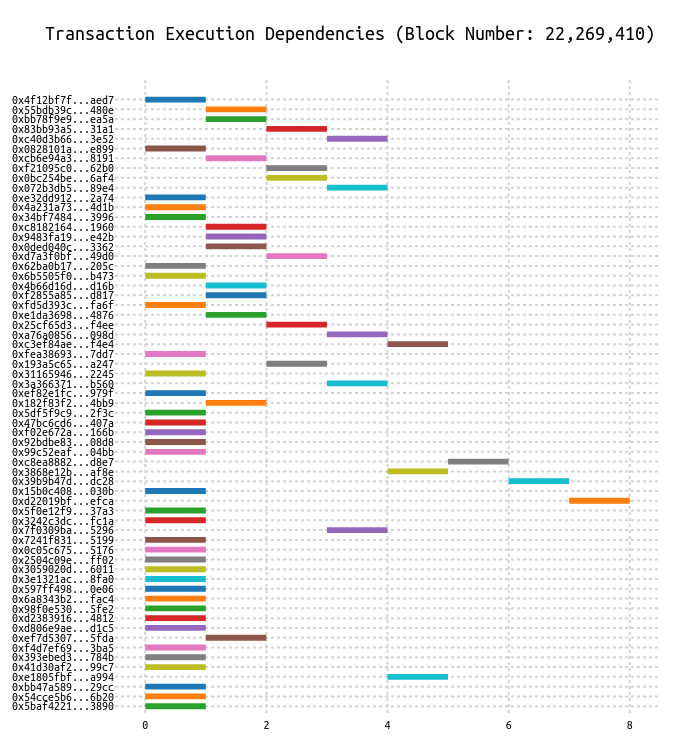 Transaction Execution Dependencies (Block Number: 22,269,410)
0x4f12bf7f...aed7
0x55bdb39c...480e
0xbb78f9e9...ea5a
0x83bb93a5...31a1
0xc40d3b66...3e52
0x0828101a...e899
0xcb6e94a3...8191
0xf21095c0...62b0
0x0bc254be...6af4
0x072b3db5...89e4
0xe32dd912...2a74
0x4a231a73...4d1b
0x34bf7484...3996
0xc8182164...1960
0x9483fa19...e42b
0x0ded040c...3362
0xd7a3f0bf...49d0
0x62ba0b17...205c
0x6b5505f0...b473
0x4b66d16d...d16b
0xf2855a85...d817
0xfd5d393c...fa6f
0xe1da3698...4876
0x25cf65d3...f4ee
0xa76a0856...098d
0xc3ef84ae...f4e4
0xfea38693...7dd7
0x193a5c65...a247
0x31165946...2245
0x3a366371...b560
0xef82e1fc...979f
0x182f83f2...4bb9
0x5df5f9c9...2f3c
0x47bc6cd6...407a
0xf02e672a...166b
0x92bdbe83...08d8
0x99c52eaf...04bb
0xc8ea8882...d8e7
0x3868e12b...af8e
0x39b9b47d...dc28
0x15b0c408...030b
0xd22019bf...efca
0x5f0e12f9...37a3
0x3242c3dc...fc1a
0x7f0309ba...5296
0x7241f831...5199
0x0c05c675...5176
0x2504c09e...ff02
0x3059020d...6011
0x3e1321ac...8fa0
0x597ff498...0e06
0x6a8343b2...fac4
0x98f0e530...5fe2
0xd2383916...4812
0xd806e9ae...d1c5
0xef7d5307...5fda
0xf4d7ef69...3ba5
0x393ebed3...784b
0x41d30af2...99c7
0xe1805fbf...a994
0xbb47a589...29cc
0x54cce5b6...6b20
0x5baf4221...3890
0 2 4 6 8